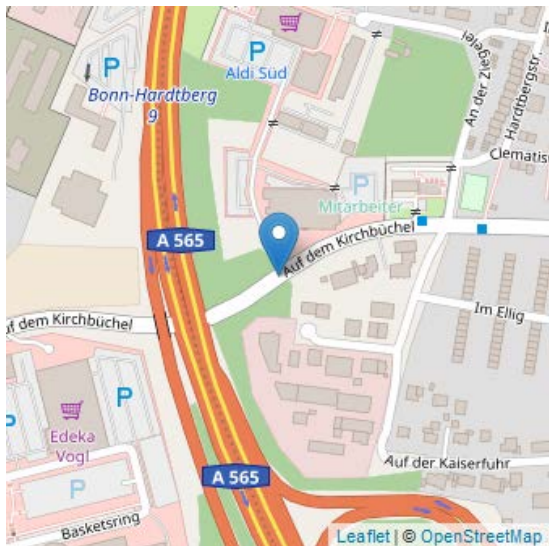 P
P
Aldi Süd
Bonn-Hardtberg
9
An der Ziegelei
Hardtbergstr.
Clematis
P
Mitarbeiter
A 565
Auf dem Kirchbüchel
uf dem Kirchbüchel
Im Ellig
P
P
Edeka
Vogl
P
A 565
Auf der Kaiserfuhr
Basketsring
Leaflet | © OpenStreetMap